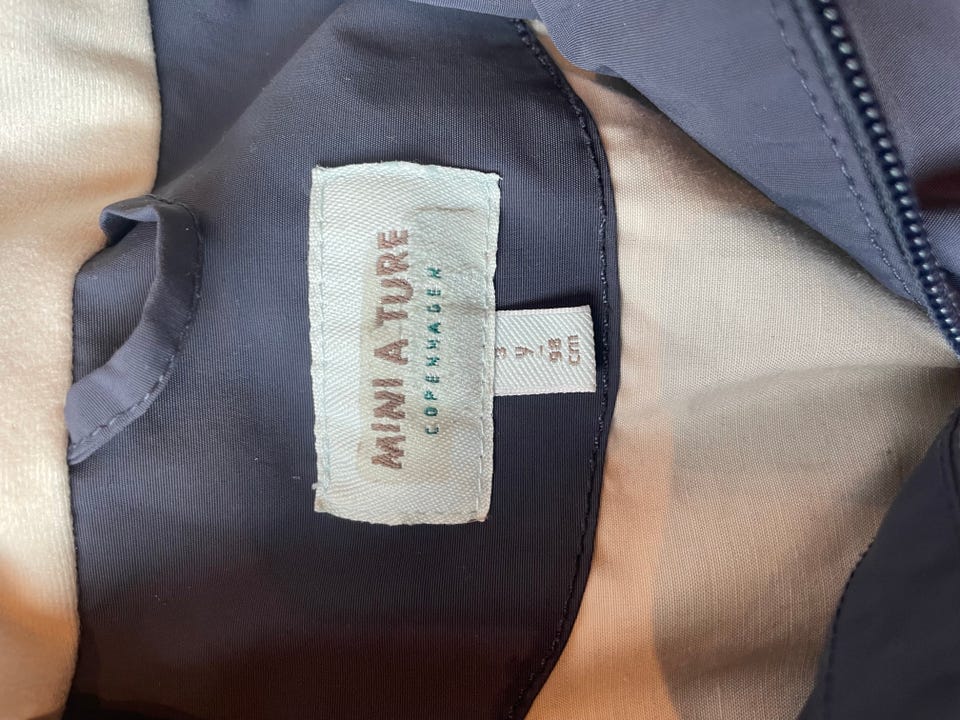 MINI A TURE
COPENHAGEN
3
y
98
cm